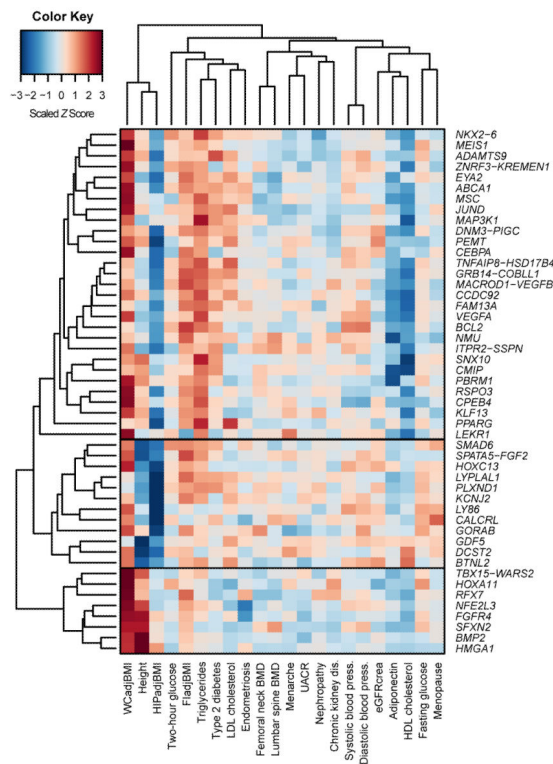 Color Key
−3 −2 −1 0 1 2 3
Scaled Z Score
NKX2−6
MEIS1
ADAMTS9
ZNRF3−KREMEN1
EYA2
ABCA1
MSC
JUND
MAP3K1
DNM3−PIGC
PEMT
CEBPA
TNFAIP8−HSD17B4
GRB14−COBLL1
MACROD1−VEGFB
CCDC92
FAM13A
VEGFA
BCL2
NMU
ITPR2−SSPN
SNX10
CMIP
PBRM1
RSPO3
CPEB4
KLF13
PPARG
LEKR1
SMAD6
SPATA5−FGF2
HOXC13
LYPLAL1
PLXND1
KCNJ2
LY86
CALCRL
GORAB
GDF5
DCST2
BTNL2
TBX15−WARS2
HOXA11
RFX7
NFE2L3
FGFR4
SFXN2
BMP2
HMGA1
WCadjBMI
Height
HIPadjBMI
Two−hour glucose
FIadjBMI
Triglycerides
Type 2 diabetes
LDL cholesterol
Endometriosis
Femoral neck BMD
Lumbar spine BMD
Menarche
UACR
Nephropathy
Chronic kidney dis.
Systolic blood press.
Diastolic blood press.
eGFRcrea
Adiponectin
HDL cholesterol
Fasting glucose
Menopause